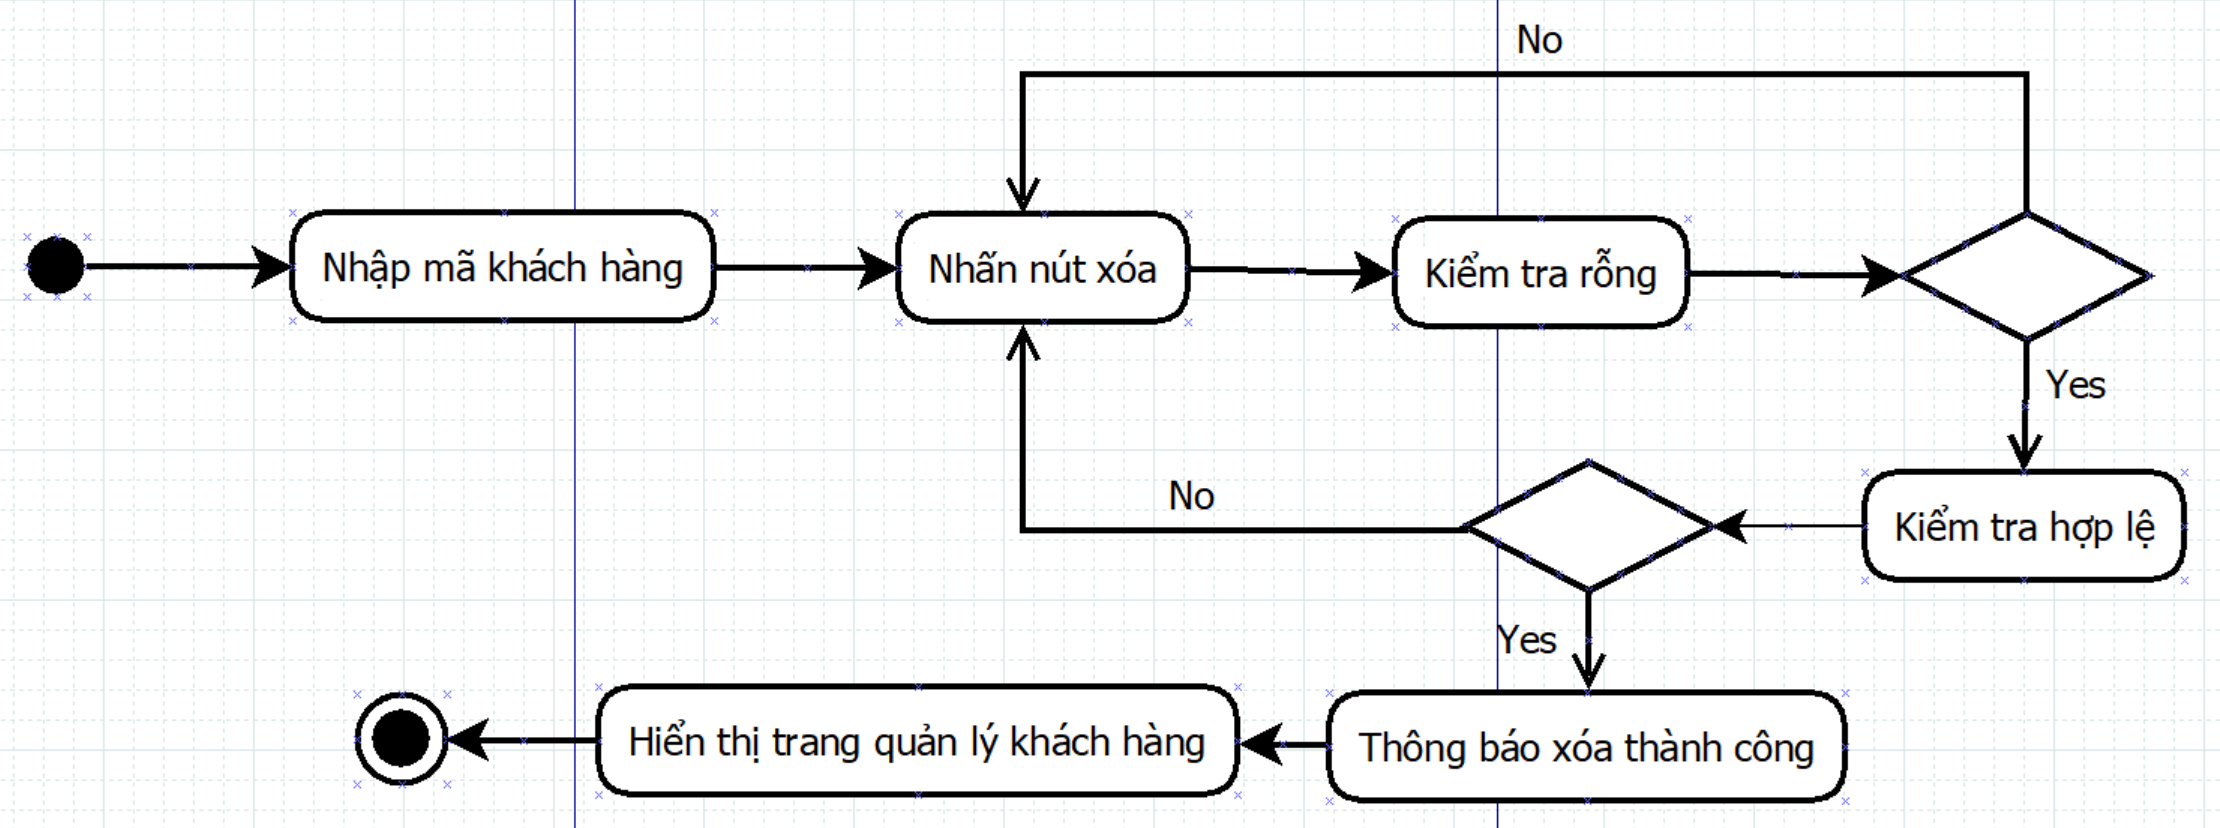 No
Nhập mã khách hàng
Nhấn nút xóa
Kiểm tra rỗng
Yes
No
Kiểm tra hợp lệ
Yes
Hiển thị trang quản lý khách hàng
Thông báo xóa thành công